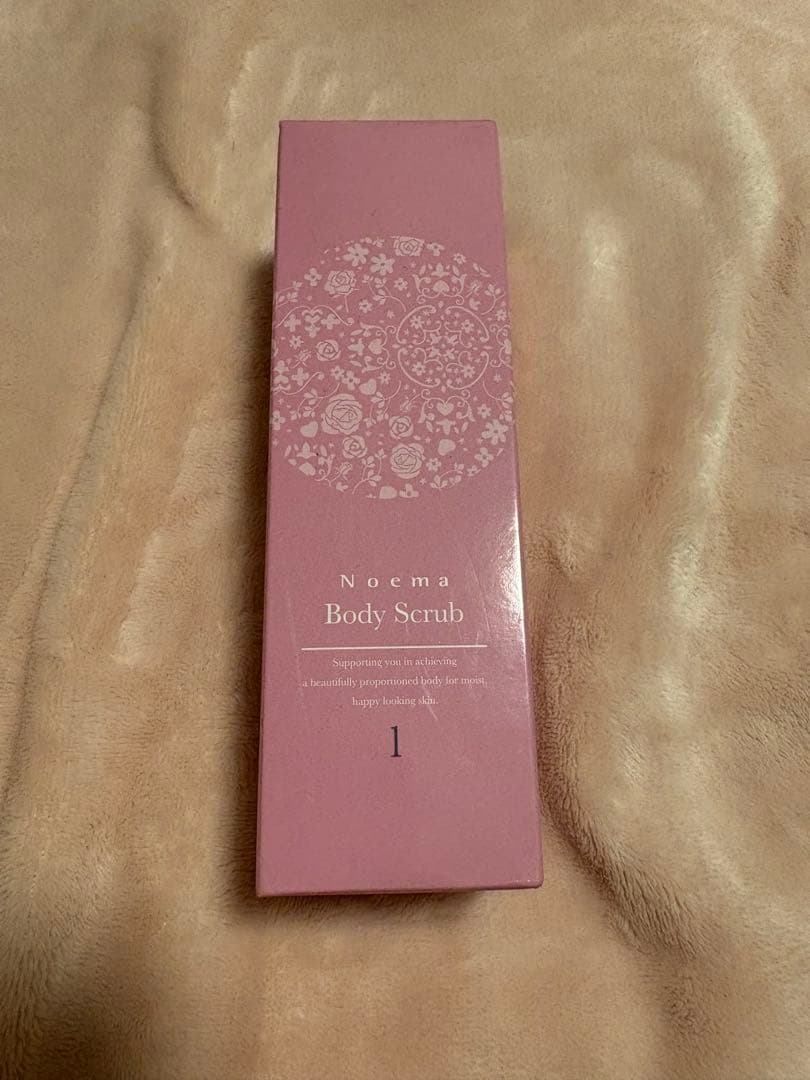 Noema
Body Scrub
Supporting you in achieving
a beautifully proportioned body for moist,
happy looking skin.
1